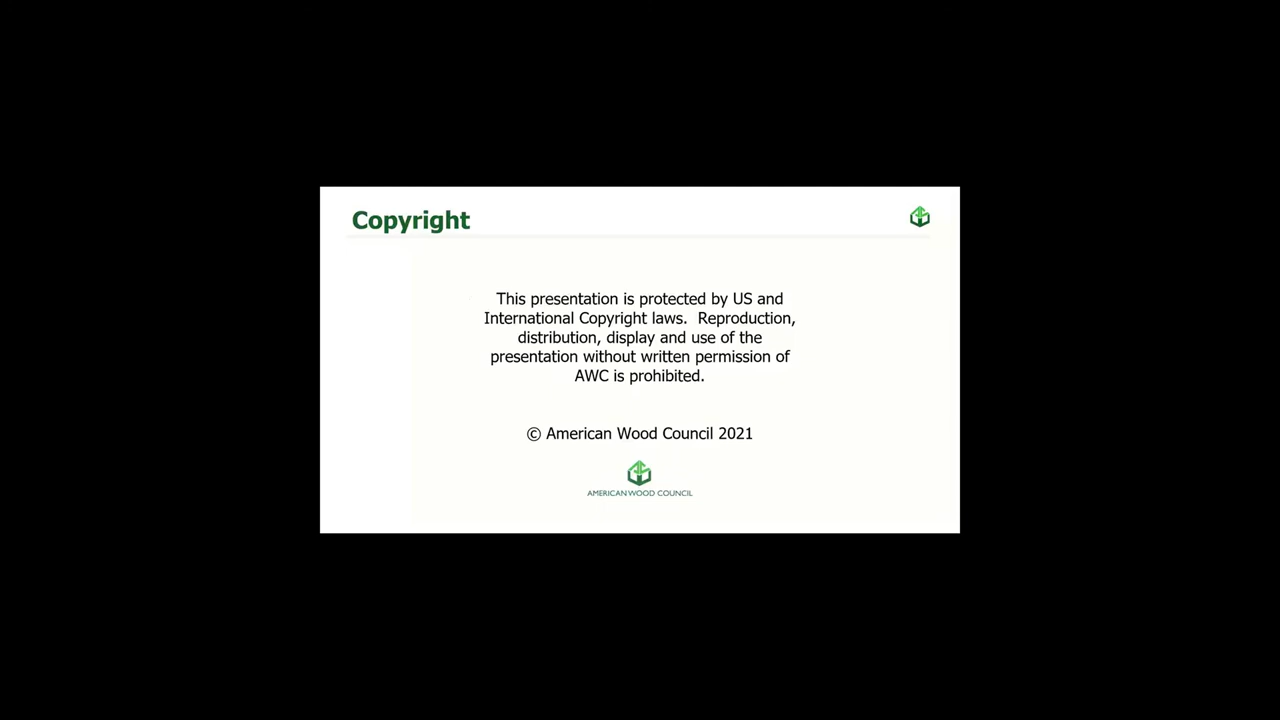 Copyright
This presentation is protected by US and
International Copyright laws.  Reproduction,
distribution, display and use of the
presentation without written permission of
AWC is prohibited.
© American Wood Council 2021
AMERICAN WOOD COUNCIL